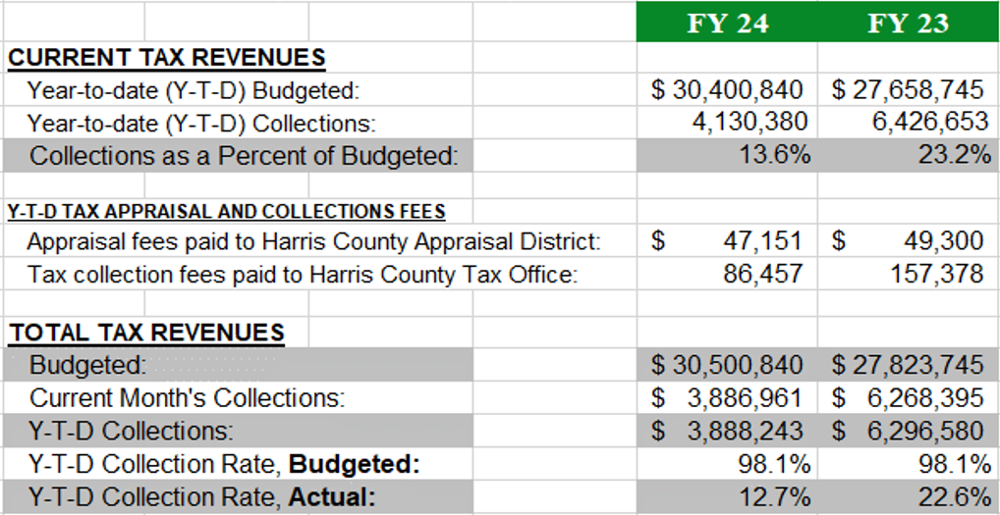 FY 24 FY 23
CURRENT TAX REVENUES
Year-to-date (Y-T-D) Budgeted: $ 30,400,840 $ 27,658,745
Year-to-date (Y-T-D) Collections: 4,130,380 6,426,653
Collections as a Percent of Budgeted: 13.6% 23.2%
Y-T-D TAX APPRAISAL AND COLLECTIONS FEES
Appraisal fees paid to Harris County Appraisal District: $ 47,151 $ 49,300
Tax collection fees paid to Harris County Tax Office: 86,457 157,378
TOTAL TAX REVENUES
Budgeted: $ 30,500,840 $ 27,823,745
Current Month's Collections: $ 3,886,961 $ 6,268,395
Y-T-D Collections: $ 3,888,243 $ 6,296,580
Y-T-D Collection Rate, Budgeted: 98.1% 98.1%
Y-T-D Collection Rate, Actual: 12.7% 22.6%